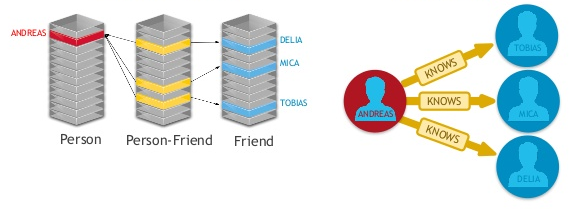 ANDREAS
DELIA
MICA
TOBIAS
Person
Person-Friend
Friend
ANDREAS
KNOWS
KNOWS
KNOWS
TOBIAS
MICA
DELIA